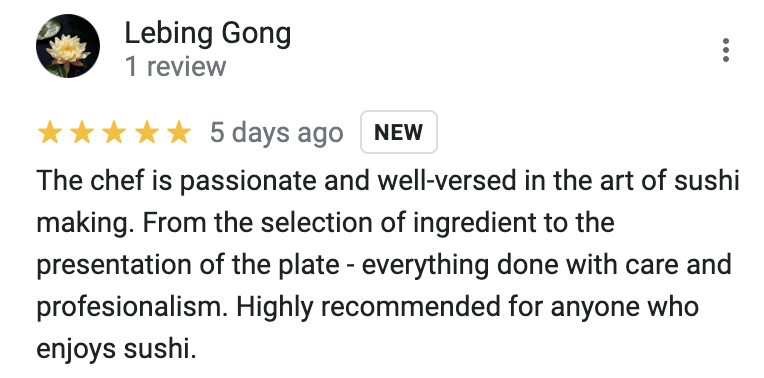 Lebing Gong
1 review
5 days ago NEW
The chef is passionate and well-versed in the art of sushi
making. From the selection of ingredient to the
presentation of the plate - everything done with care and
profesionalism. Highly recommended for anyone who
enjoys sushi.